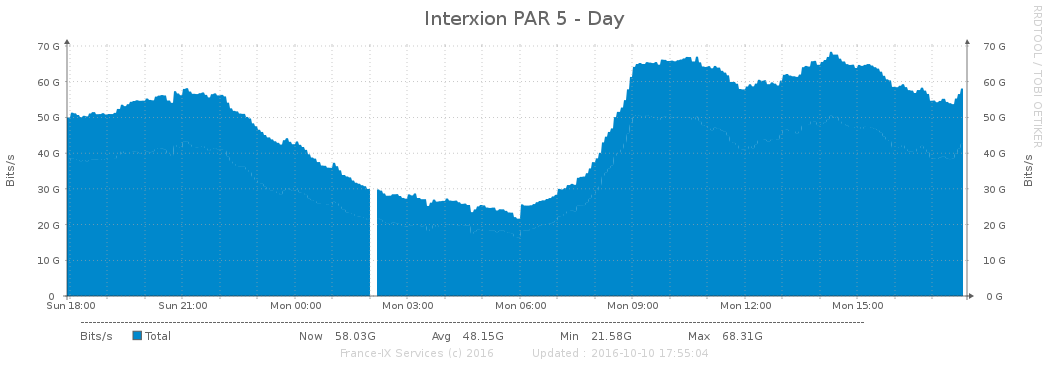 Interxion PAR 5 - Day
RRDTOOL / TOBI OETIKER
70 G 70 G
60 G 60 G
50 G 50 G
40 G 40 G
30 G 30 G
20 G 20 G
10 G 10 G
0 0 G
Bits/s
Bits/s
Sun 18:00 Sun 21:00 Mon 00:00 Mon 03:00 Mon 06:00 Mon 09:00 Mon 12:00 Mon 15:00
Bits/s Total Now 58.03G Avg 48.15G Min 21.58G Max 68.31G
France-IX Services (c) 2016 Updated : 2016-10-10 17:55:04